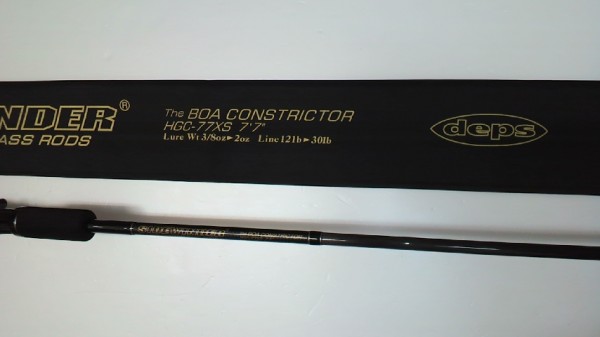 NDER®
ASS RODS
The BOA CONSTRICTOR
HGC-77XS 7'7"
Lure Wt 3/8oz►2oz Line 12lb►30lb
deps